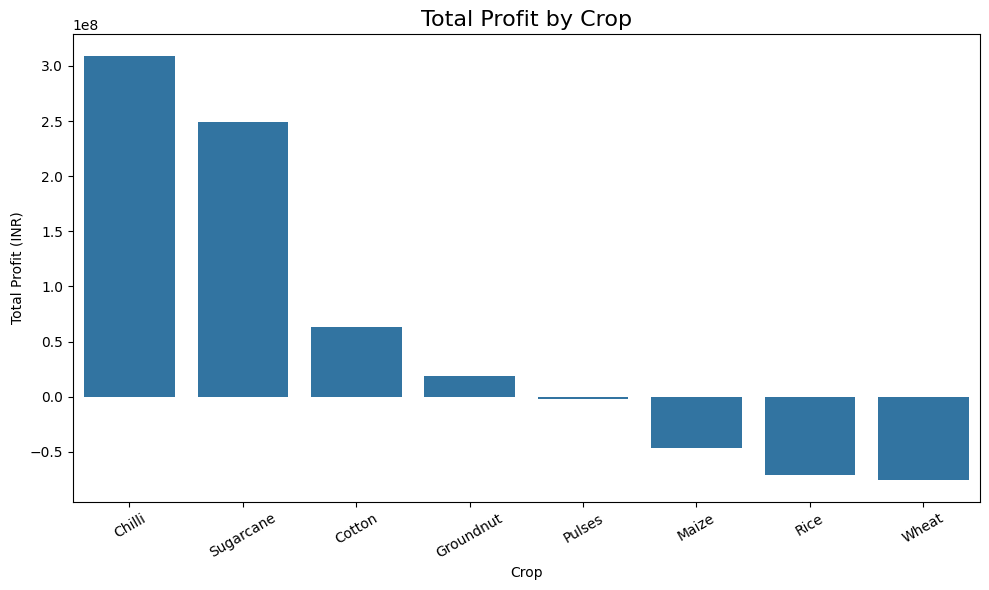 Total Profit by Crop
1e8
Total Profit (INR)
3.0
2.5
2.0
1.5
1.0
0.5
0.0
−0.5
Chilli
Sugarcane
Cotton
Groundnut
Pulses
Maize
Rice
Wheat
Crop